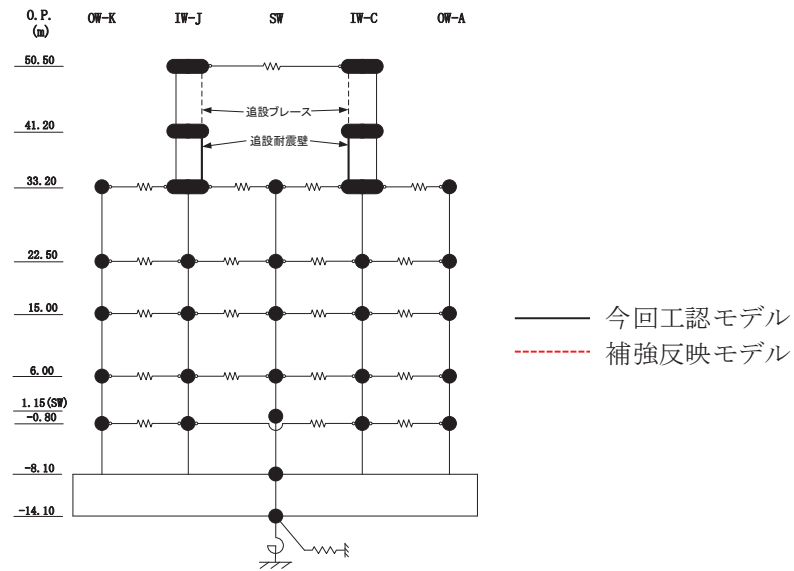 O.P.
(m)
OW-K
IW-J
SW
IW-C
OW-A
50.50
追設ブレース
41.20
追設耐震壁
33.20
22.50
15.00
今回工認モデル
補強反映モデル
6.00
1.15(SW)
-0.80
-8.10
-14.10